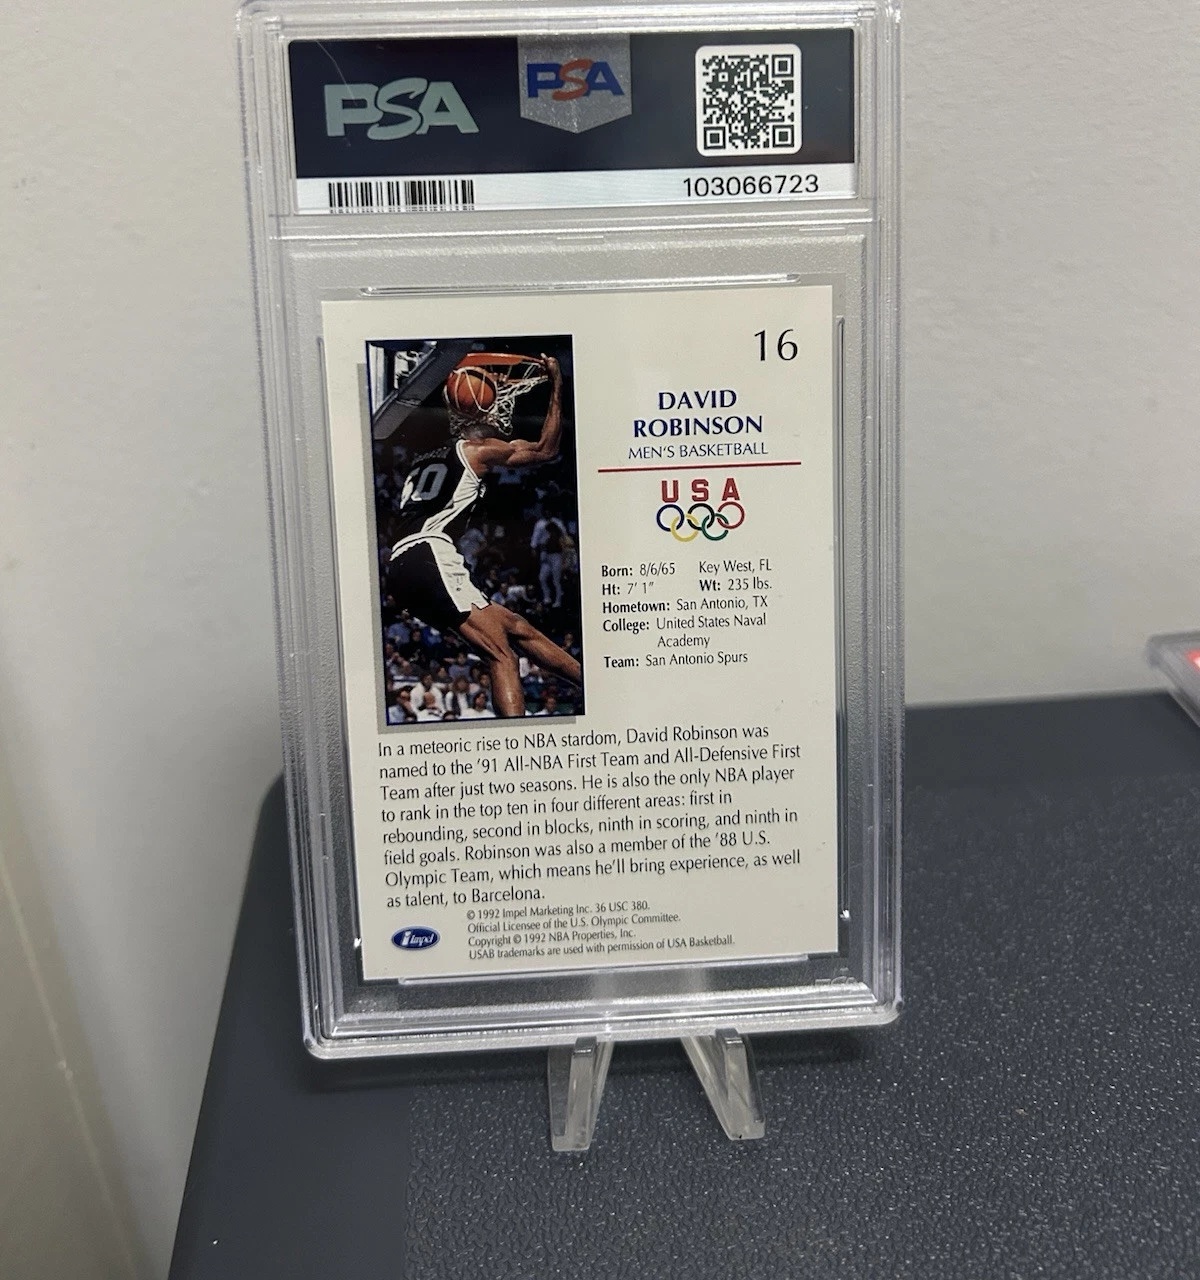 PSA
PSA
103066723
16
DAVID
ROBINSON
MEN'S BASKETBALL
USA
Born: 8/6/65 Key West, FL
Ht: 7' 1" Wt: 235 lbs.
Hometown: San Antonio, TX
College: United States Naval
Academy
Team: San Antonio Spurs
50
In a meteoric rise to NBA stardom, David Robinson was
named to the '91 All-NBA First Team and All-Defensive First
Team after just two seasons. He is also the only NBA player
to rank in the top ten in four different areas: first in
rebounding, second in blocks, ninth in scoring, and ninth in
field goals. Robinson was also a member of the '88 U.S.
Olympic Team, which means he'll bring experience, as well
as talent, to Barcelona.
© 1992 Impel Marketing Inc. 36 USC 380.
Official Licensee of the U.S. Olympic Committee.
Copyright © 1992 NBA Properties, Inc.
USAB trademarks are used with permission of USA Basketball.
Impel